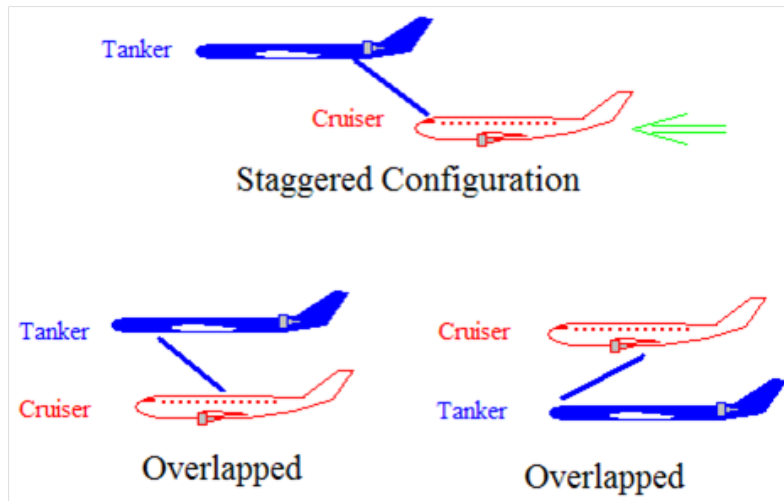 Tanker
Cruiser
Staggered Configuration
Tanker
Cruiser
Overlapped
Cruiser
Tanker
Overlapped